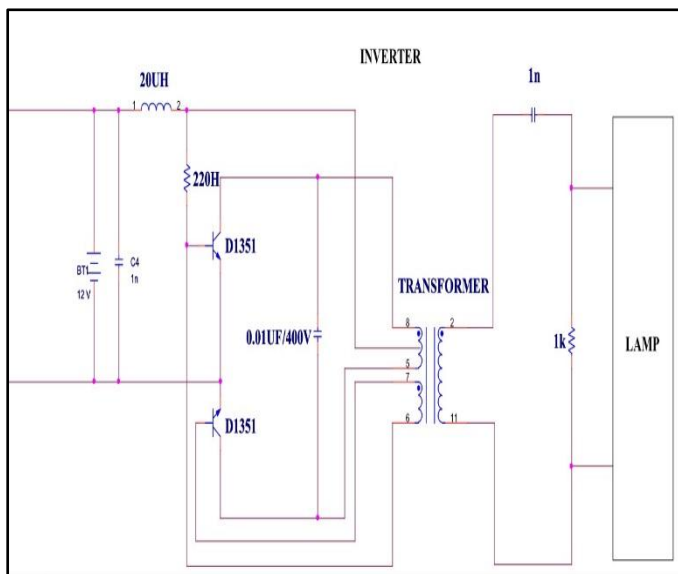 INVERTER
20UH
1n
1 2
220H
D1351
BT1
12 V
C4
1n
TRANSFORMER
0.01UF/400V
8 2
5
7
6 11
1k
LAMP
D1351